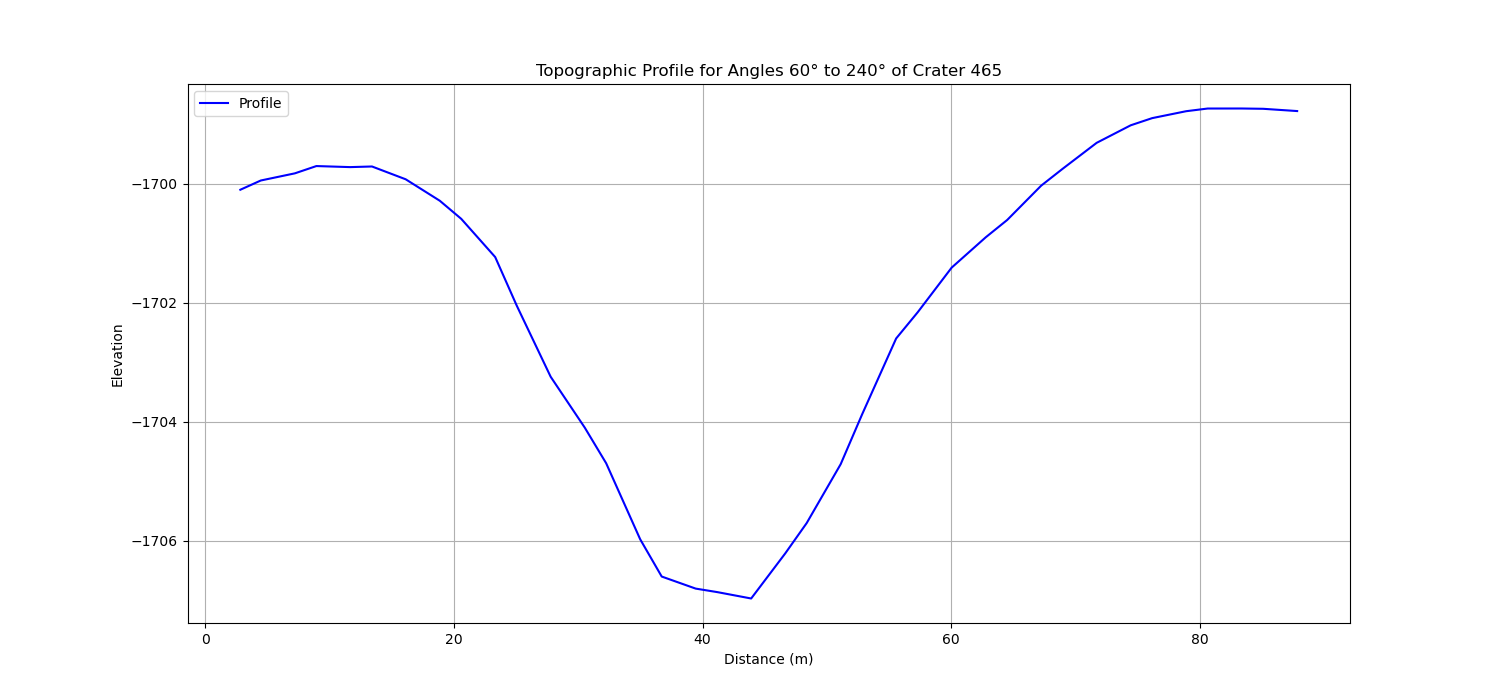 Topographic Profile for Angles 60° to 240° of Crater 465
Profile
−1700
−1702
−1704
−1706
Elevation
0 20 40 60 80
Distance (m)